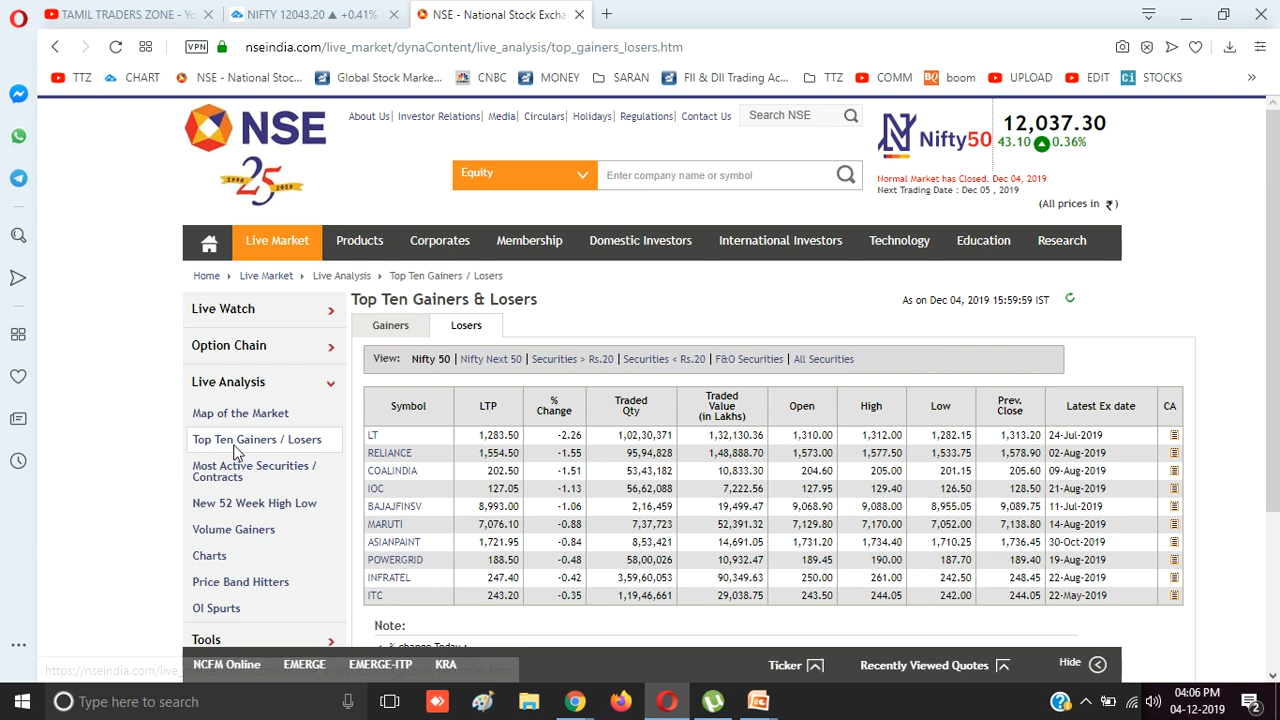 TAMIL TRADERS ZONE - Yo
NIFTY 12043.20 ▲ +0.41%
NSE - National Stock Excha
VPN
nseindia.com/live_market/dynaContent/live_analysis/top_gainers_losers.htm
TTZ
CHART
NSE - National Stoc...
Global Stock Marke...
CNBC
MONEY
SARAN
FII & DII Trading Ac...
TTZ
COMM
BQ boom
UPLOAD
EDIT
Ci STOCKS
»
NSE
1994 25 2019
About Us| Investor Relations| Media| Circulars| Holidays| Regulations| Contact Us
Search NSE
Equity
Enter company name or symbol
Nifty50
12,037.30
43.10 0.36%
Normal Market has Closed. Dec 04, 2019
Next Trading Date : Dec 05 , 2019
(All prices in ₹)
Live Market Products Corporates Membership Domestic Investors International Investors Technology Education Research
Home Live Market Live Analysis Top Ten Gainers / Losers
Live Watch
Option Chain
Live Analysis
Map of the Market
Top Ten Gainers / Losers
Most Active Securities /
Contracts
New 52 Week High Low
Volume Gainers
Charts
Price Band Hitters
OI Spurts
Tools
Top Ten Gainers & Losers
As on Dec 04, 2019 15:59:59 IST
Gainers Losers
View: Nifty 50 | Nifty Next 50 | Securities > Rs.20 | Securities < Rs.20 | F&O Securities | All Securities
Symbol LTP % Change Traded Qty Traded Value (in Lakhs) Open High Low Prev. Close Latest Ex date CA
LT 1,283.50 -2.26 1,02,30,371 1,32,130.36 1,310.00 1,312.00 1,282.15 1,313.20 24-Jul-2019
RELIANCE 1,554.50 -1.55 95,94,828 1,48,888.70 1,573.00 1,577.50 1,533.75 1,578.90 02-Aug-2019
COALINDIA 202.50 -1.51 53,43,182 10,833.30 204.60 205.00 201.15 205.60 09-Aug-2019
IOC 127.05 -1.13 56,62,088 7,222.56 127.95 129.40 126.50 128.50 21-Aug-2019
BAJAJFINSV 8,993.00 -1.06 2,16,459 19,499.47 9,068.90 9,088.00 8,955.05 9,089.75 11-Jul-2019
MARUTI 7,076.10 -0.88 7,37,723 52,391.32 7,129.80 7,170.00 7,052.00 7,138.80 14-Aug-2019
ASIANPAINT 1,721.95 -0.84 8,53,421 14,691.05 1,731.20 1,734.40 1,710.25 1,736.45 30-Oct-2019
POWERGRID 188.50 -0.48 58,00,026 10,932.47 189.45 190.00 187.70 189.40 19-Aug-2019
INFRATEL 247.40 -0.42 3,59,60,053 90,349.63 250.00 261.00 242.50 248.45 22-Aug-2019
ITC 243.20 -0.35 1,19,46,661 29,038.75 243.50 244.05 242.00 244.05 22-May-2019
Note:
% change Today :
NCFM Online EMERGE EMERGE-ITP KRA
Ticker
Recently Viewed Quotes
Hide
Type here to search
04:06 PM
04-12-2019
2